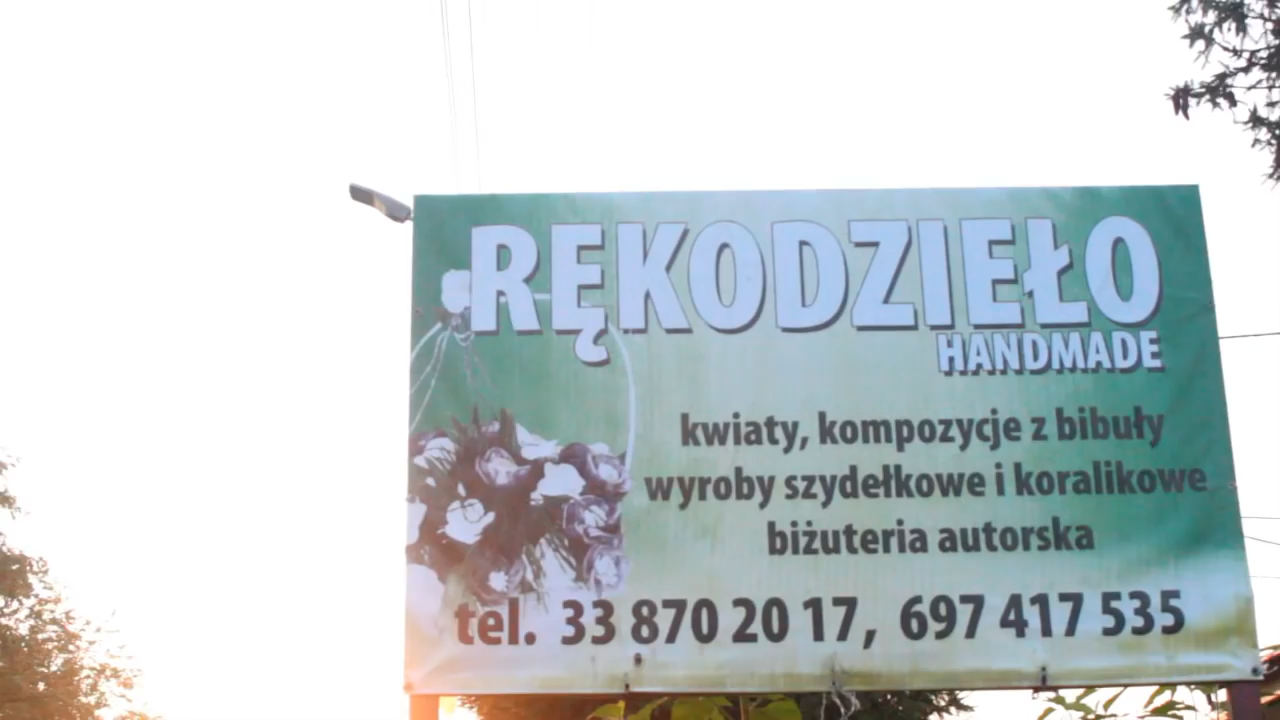 RĘKODZIEŁO
HANDMADE
kwiaty, kompozycje z bibuły
wyroby szydełkowe i koralikowe
biżuteria autorska
tel. 33 870 20 17, 697 417 535